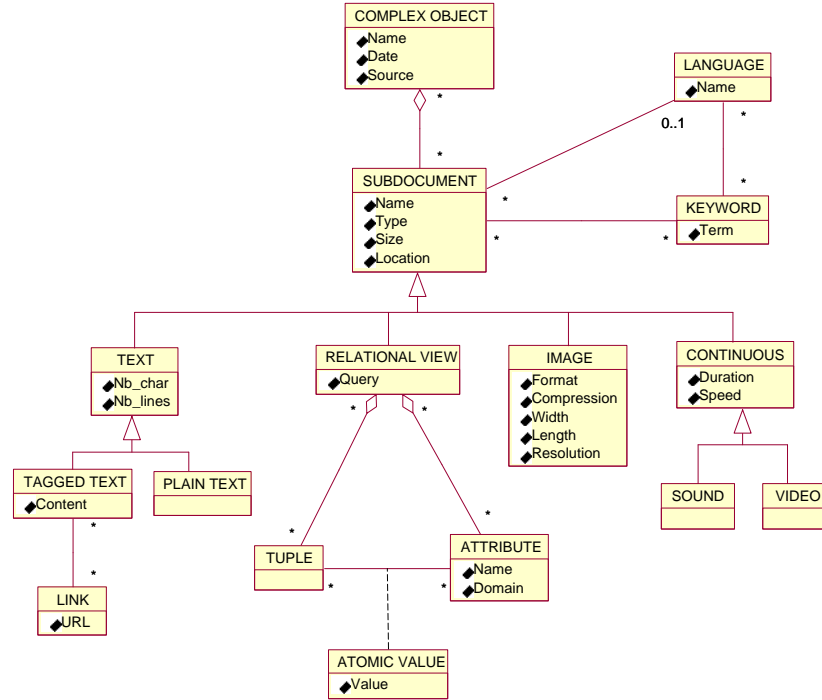 COMPLEX OBJECT
Name
Date
Source
*
*
LANGUAGE
Name
0..1
*
*
*
SUBDOCUMENT
Name
Type
Size
Location
*
*
KEYWORD
Term
TEXT
Nb_char
Nb_lines
RELATIONAL VIEW
Query
*
*
IMAGE
Format
Compression
Width
Length
Resolution
CONTINUOUS
Duration
Speed
TAGGED TEXT
Content
*
*
PLAIN TEXT
SOUND
VIDEO
*
*
TUPLE
*
*
ATTRIBUTE
Name
Domain
LINK
URL
ATOMIC VALUE
Value